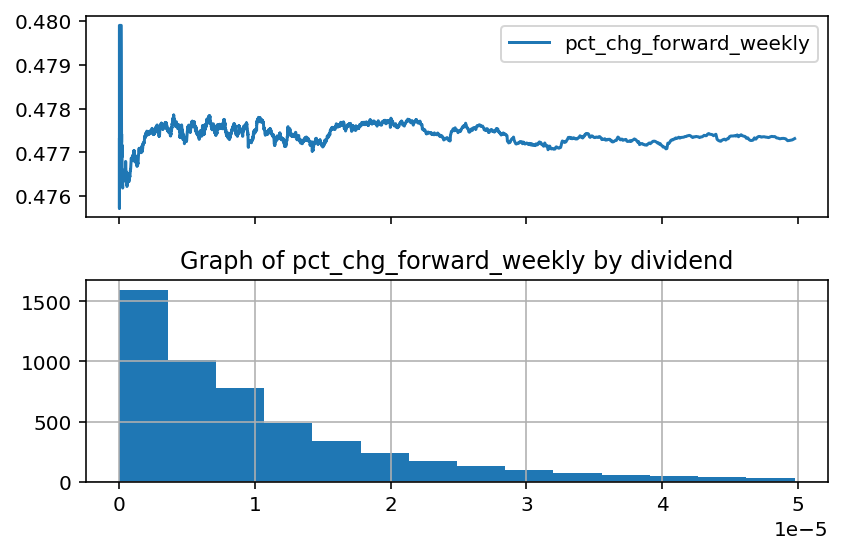 0.480
0.479
0.478
0.477
0.476
pct_chg_forward_weekly
Graph of pct_chg_forward_weekly by dividend
1500
1000
500
0
0 1 2 3 4 5
1e−5